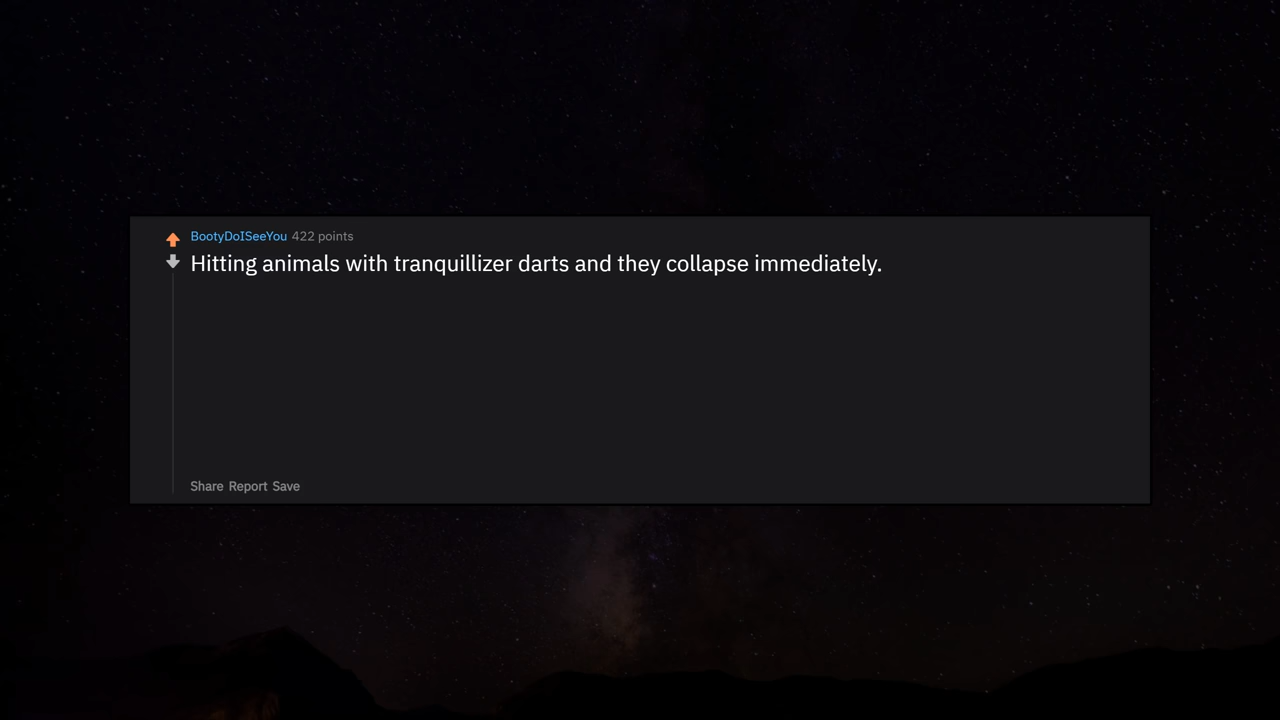 BootyDoISeeYou 422 points
Hitting animals with tranquillizer darts and they collapse immediately.
Share Report Save